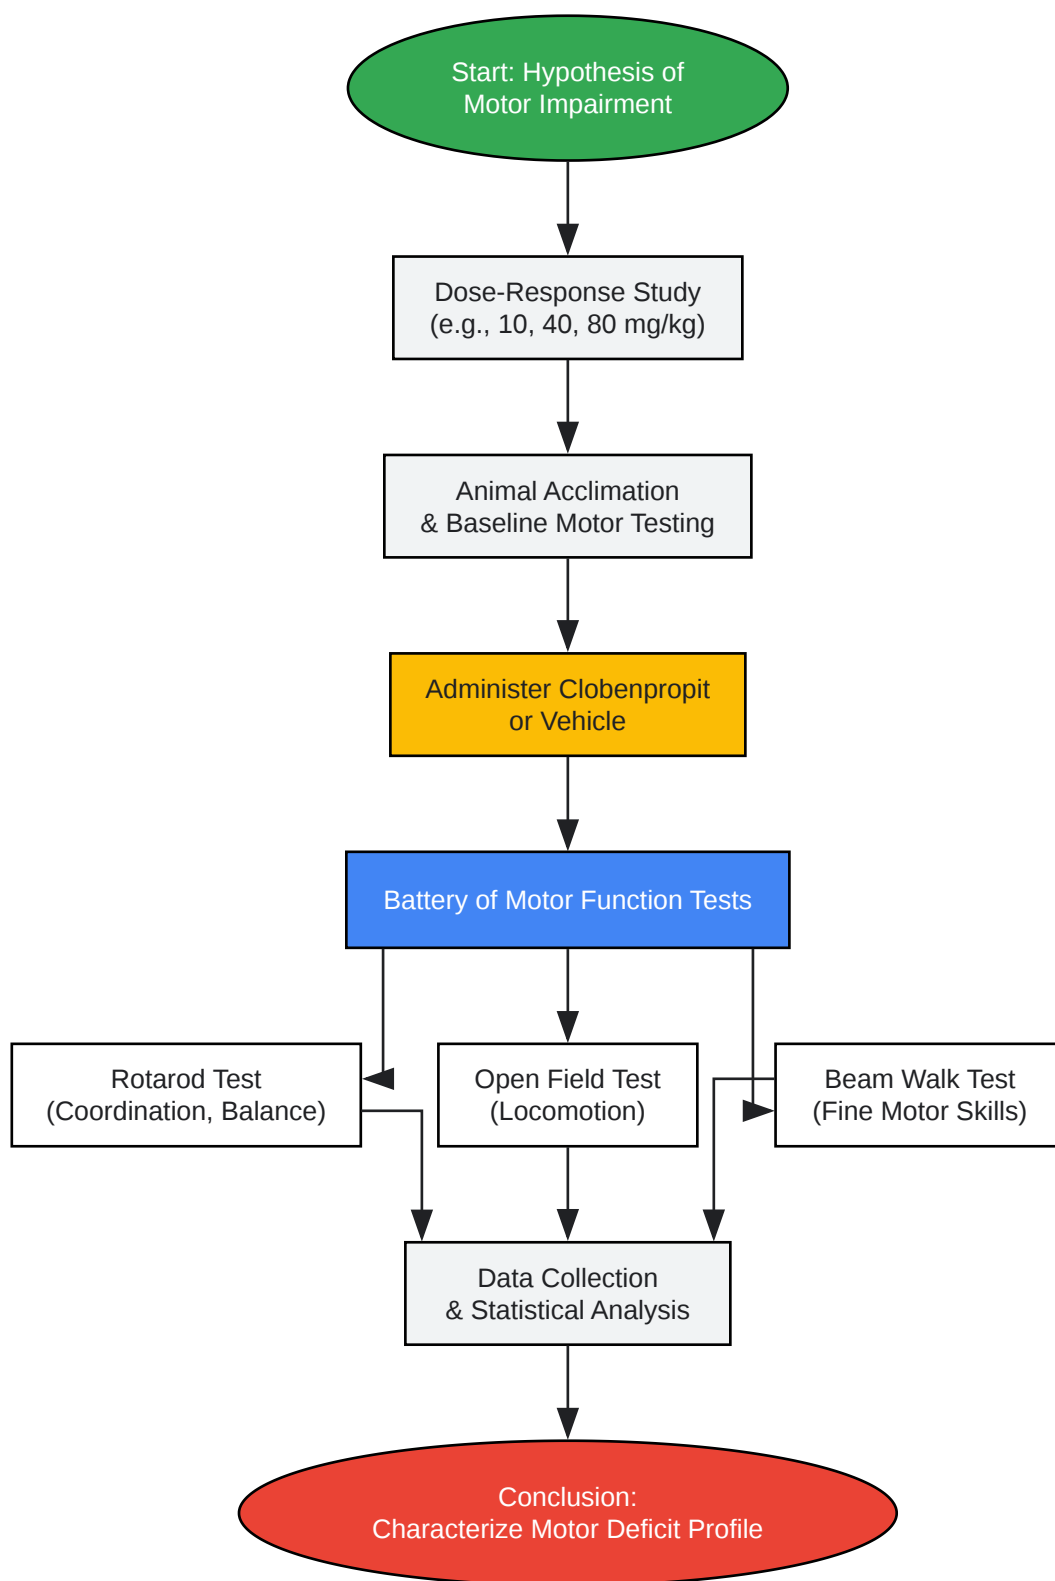 Start: Hypothesis of
Motor Impairment
Dose-Response Study
(e.g., 10, 40, 80 mg/kg)
Animal Acclimation
& Baseline Motor Testing
Administer Clobenpropit
or Vehicle
Battery of Motor Function Tests
Rotarod Test
(Coordination, Balance)
Open Field Test
(Locomotion)
Beam Walk Test
(Fine Motor Skills)
Data Collection
& Statistical Analysis
Conclusion:
Characterize Motor Deficit Profile